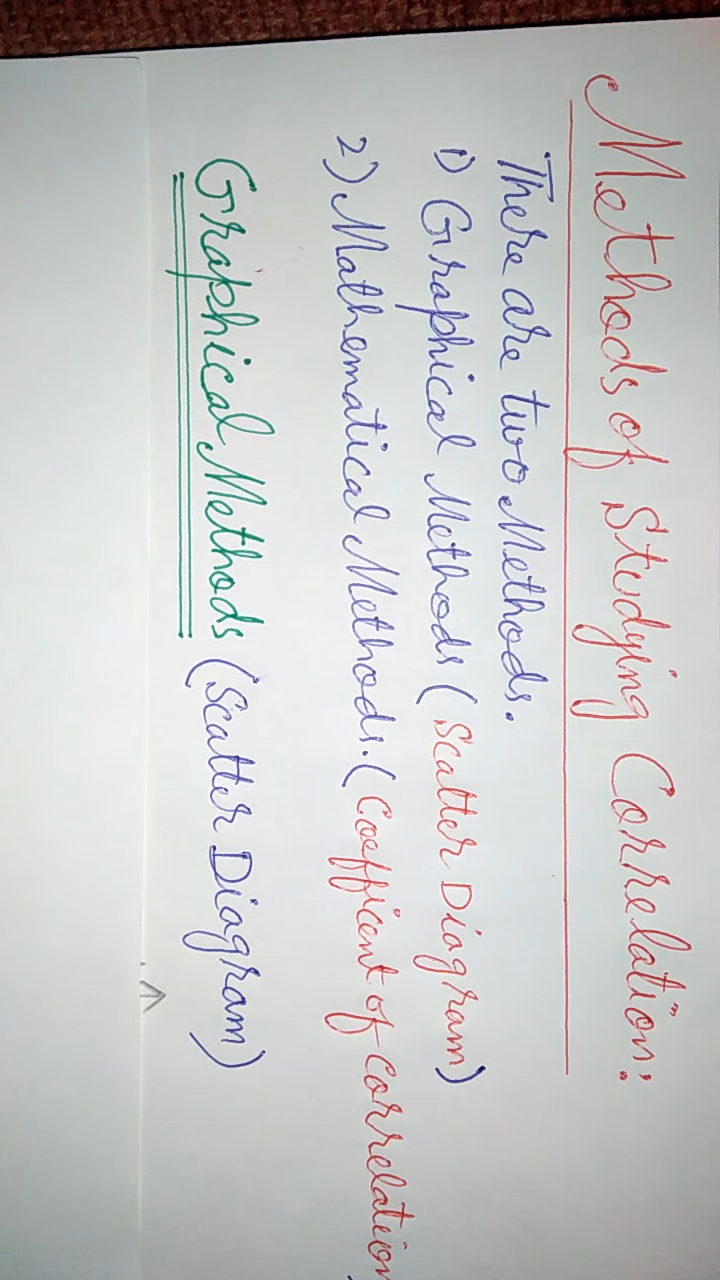 Methods of Studying Correlation:
There are two Methods.
1) Graphical Methods (Scatter Diagram)
2) Mathematical Methods. (Coefficent of correlation)
Graphical Methods (Scatter Diagram)